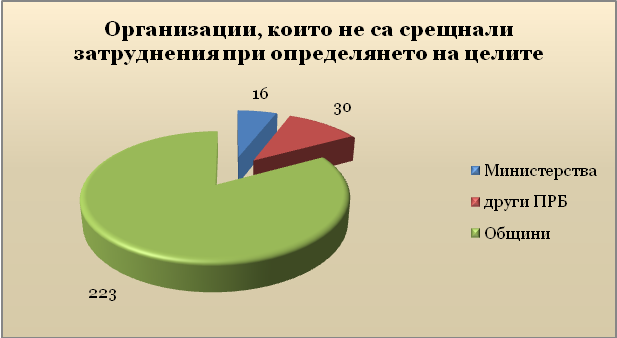 Организации, които не са срещнали
затруднения при определянето на целите
16
30
Министерства
други ПРБ
Общини
223